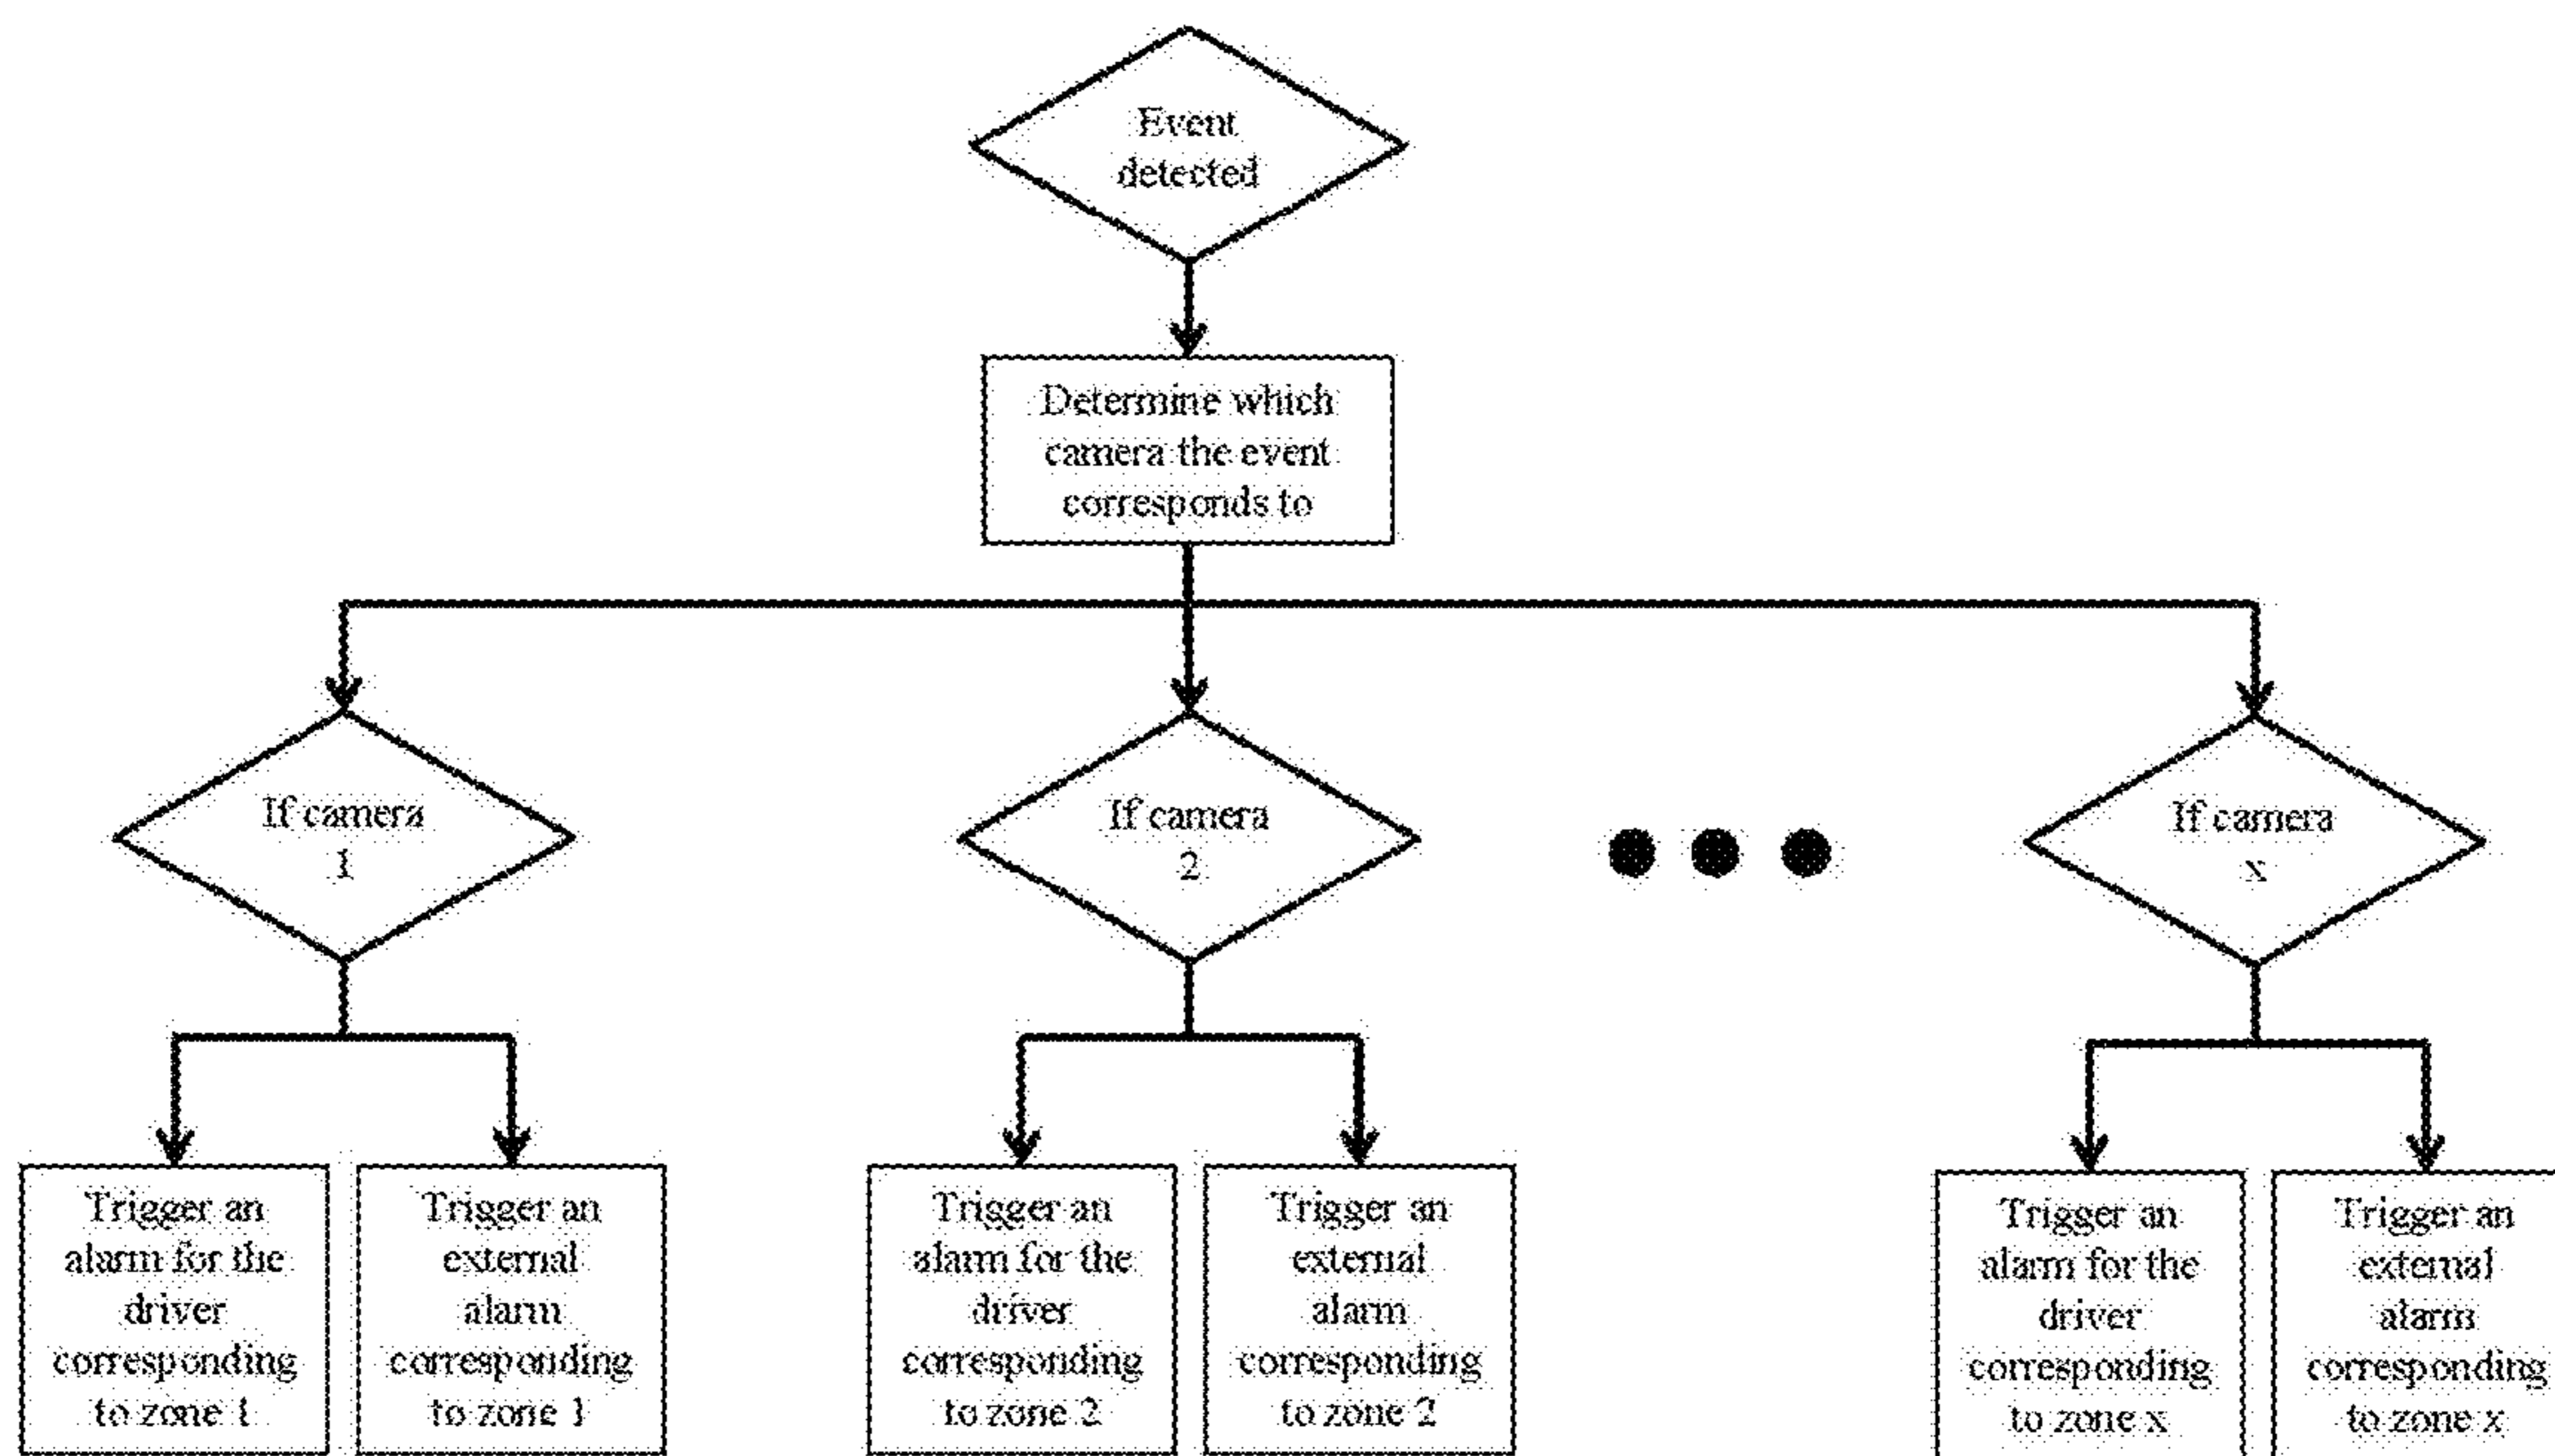 Event
detected
Determine which
camera the event
corresponds to
If camera
1
If camera
2
If camera
x
Trigger an
alarm for the
driver
corresponding
to zone 1
Trigger an
external
alarm
corresponding
to zone 1
Trigger an
alarm for the
driver
corresponding
to zone 2
Trigger an
external
alarm
corresponding
to zone 2
Trigger an
alarm for the
driver
corresponding
to zone x
Trigger an
external
alarm
corresponding
to zone x